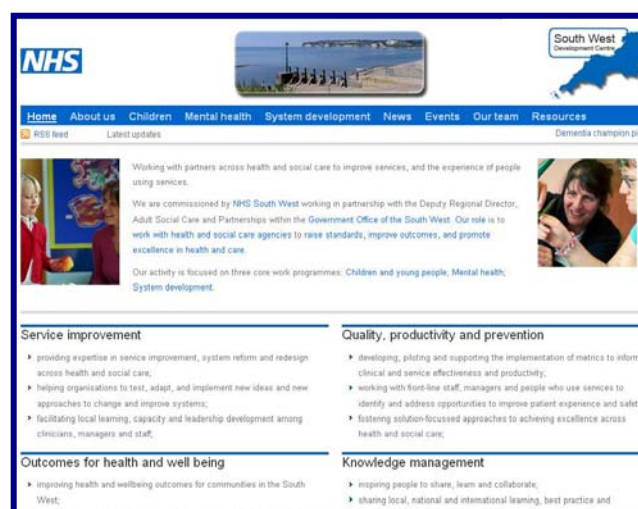 NHS
South West
Development Centre
Home About us Children Mental health System development News Events Our team Resources
RSS feed Latest updates Dementia champion
Working with partners across health and social care to improve services, and the experience of people
using services.
We are commissioned by NHS South West working in partnership with the Deputy Regional Director,
Adult Social Care and Partnerships within the Government Office of the South West. Our role is to
work with health and social care agencies to raise standards, improve outcomes, and promote
excellence in health and care.
Our activity is focused on three core work programmes: Children and young people; Mental health;
System development.
Service improvement
providing expertise in service improvement, system reform and redesign
across health and social care;
helping organisations to test, adapt, and implement new ideas and new
approaches to change and improve systems;
facilitating local learning, capacity and leadership development among
clinicians, managers and staff;
Quality, productivity and prevention
developing, piloting and supporting the implementation of metrics to inform
clinical and service effectiveness and productivity;
working with front-line staff, managers and people who use services to
identify and address opportunities to improve patient experience and
fostering solution-focussed approaches to achieving excellence across
health and social care;
Outcomes for health and well being
improving health and wellbeing outcomes for communities in the South
West;
Knowledge management
inspiring people to share, learn and collaborate;
sharing local, national and international learning, best practice and